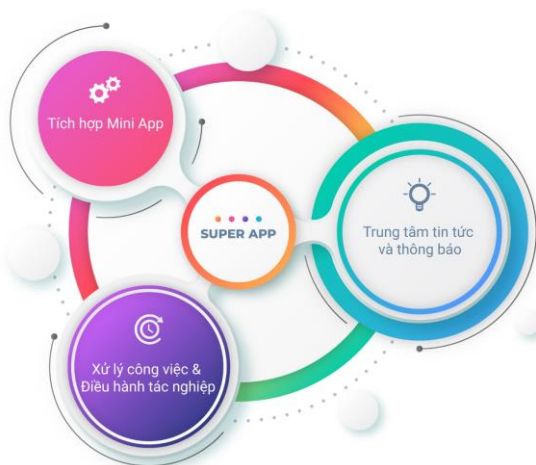 Tích hợp Mini App
SUPER APP
Trung tâm tin tức
và thông báo
Xử lý công việc &
Điều hành tác nghiệp